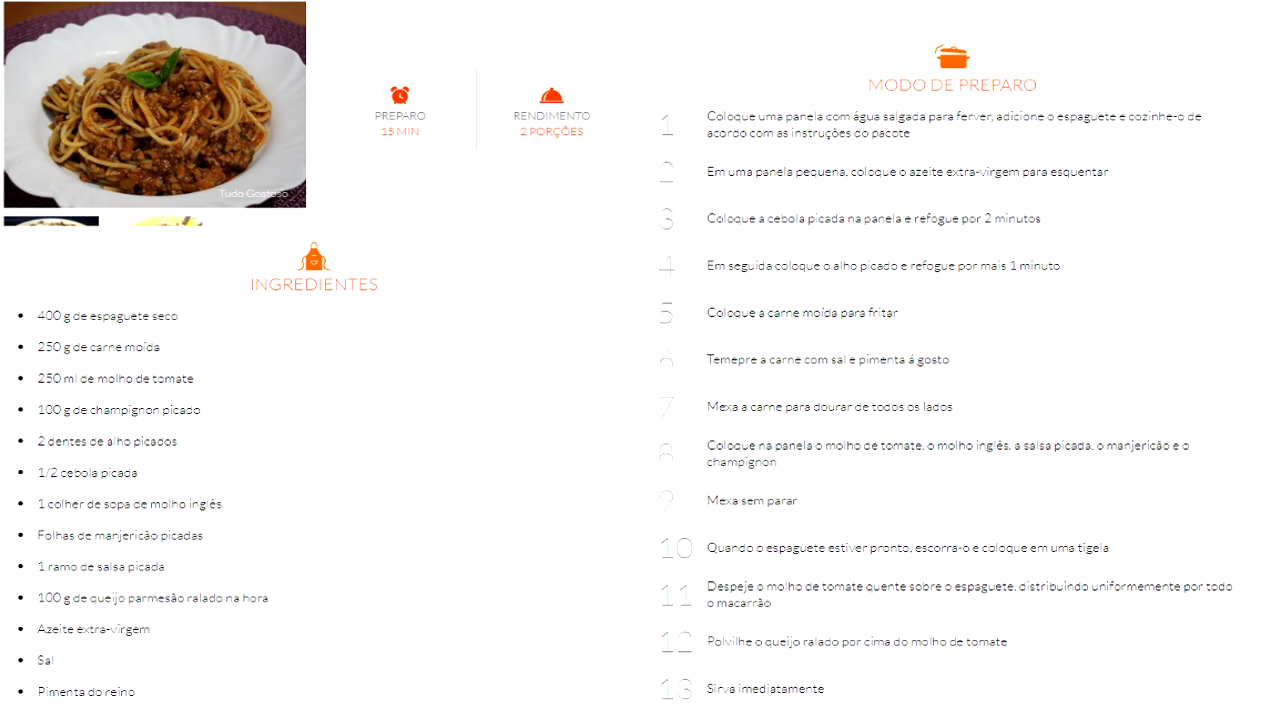 Tudo Gostoso
PREPARO
15 MIN
RENDIMENTO
2 PORÇÕES
INGREDIENTES
400 g de espaguete seco
250 g de carne moída
250 ml de molho de tomate
100 g de champignon picado
2 dentes de alho picados
1/2 cebola picada
1 colher de sopa de molho inglês
Folhas de manjericão picadas
1 ramo de salsa picada
100 g de queijo parmesão ralado na hora
Azeite extra-virgem
Sal
Pimenta do reino
MODO DE PREPARO
1 Coloque uma panela com água salgada para ferver, adicione o espaguete e cozinhe-o de
acordo com as instruções do pacote
2 Em uma panela pequena, coloque o azeite extra-virgem para esquentar
3 Coloque a cebola picada na panela e refogue por 2 minutos
4 Em seguida coloque o alho picado e refogue por mais 1 minuto
5 Coloque a carne moída para fritar
6 Temepre a carne com sal e pimenta á gosto
7 Mexa a carne para dourar de todos os lados
8 Coloque na panela o molho de tomate, o molho inglês, a salsa picada, o manjericão e o
champignon
9 Mexa sem parar
10 Quando o espaguete estiver pronto, escorra-o e coloque em uma tigela
11 Despeje o molho de tomate quente sobre o espaguete, distribuindo uniformemente por todo
o macarrão
12 Polvilhe o queijo ralado por cima do molho de tomate
13 Sirva imediatamente